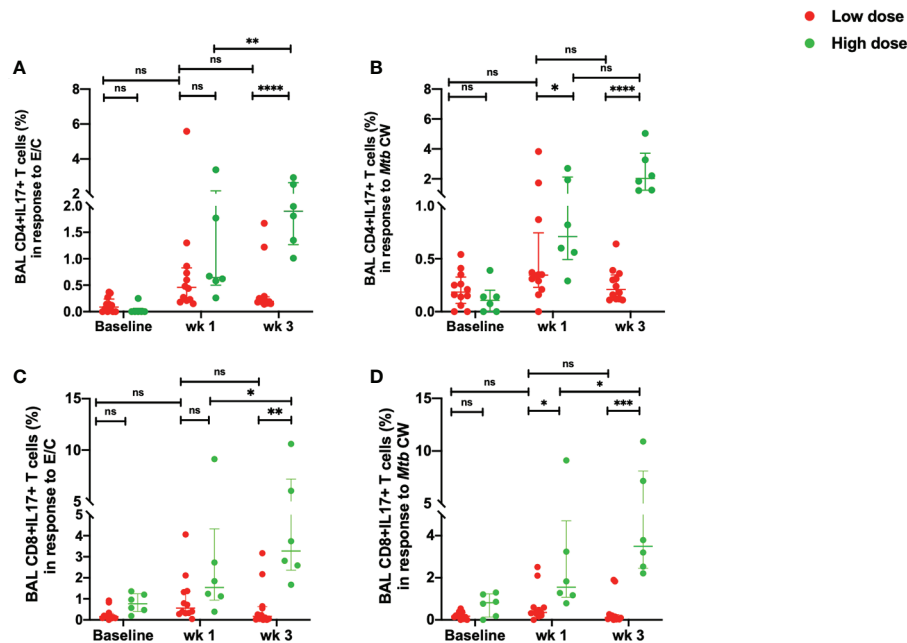 Low dose
High dose
A
**
ns
ns
ns
ns
****
BAL CD4+IL17+ T cells (%)
in response to E/C
8
6
4
2
2.0
1.5
1.0
0.5
0.0
Baseline
wk 1
wk 3
B
ns
ns
ns
ns
*
****
BAL CD4+IL17+ T cells (%)
in response to Mtb CW
8
6
4
2
1.0
0.5
0.0
Baseline
wk 1
wk 3
C
ns
ns
*
ns
ns
**
BAL CD8+IL17+ T cells (%)
in response to E/C
15
10
5
5
4
3
2
1
0
Baseline
wk 1
wk 3
D
ns
ns
*
ns
*
***
BAL CD8+IL17+ T cells (%)
in response to Mtb CW
15
10
5
4
2
0
Baseline
wk 1
wk 3